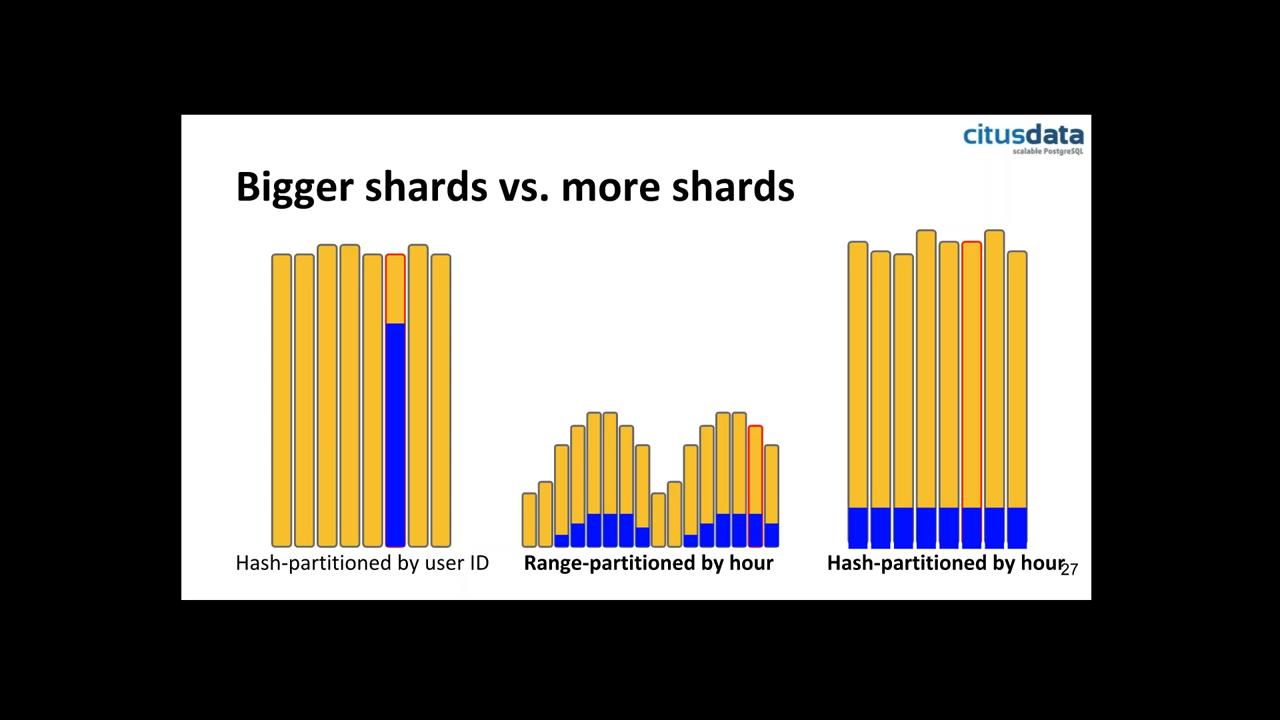 citusdata
scalable PostgreSQL
Bigger shards vs. more shards
Hash-partitioned by user ID
Range-partitioned by hour
Hash-partitioned by hour
27